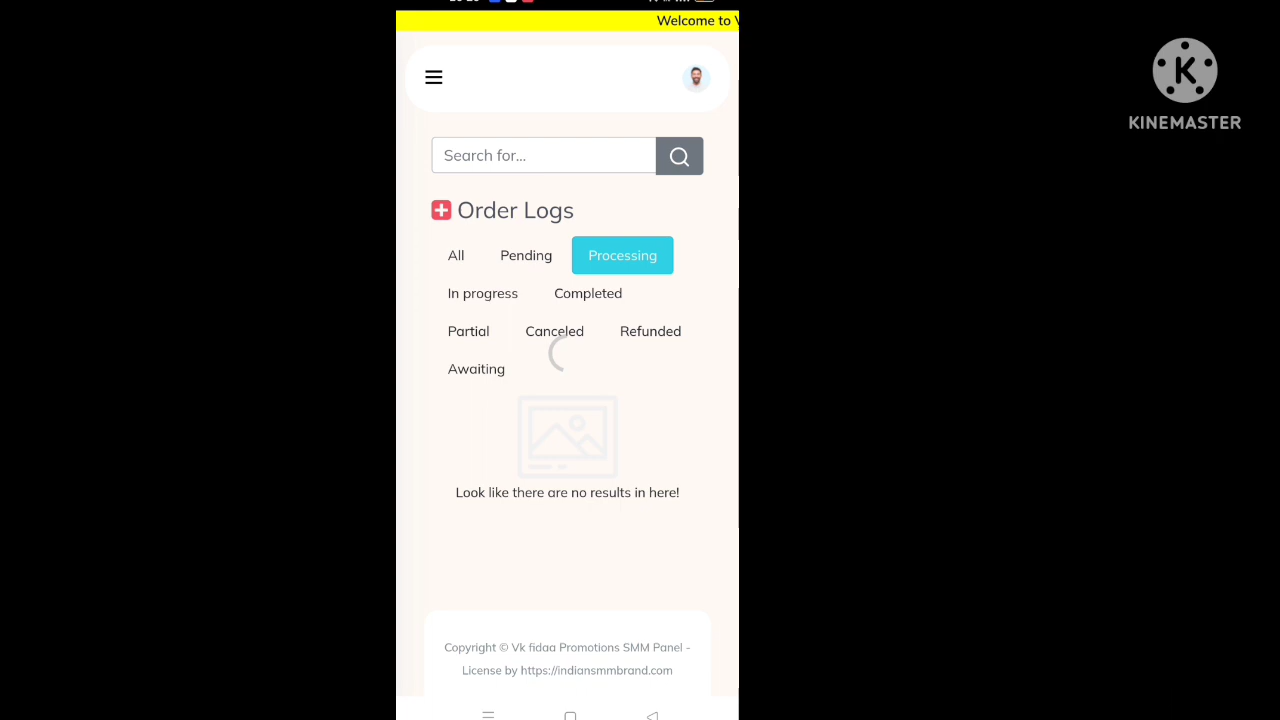 Welcome to
KINEMASTER
Search for...
Order Logs
All Pending Processing
In progress Completed
Partial Canceled Refunded
Awaiting
Look like there are no results in here!
Copyright © Vk fidaa Promotions SMM Panel -
License by https://indiansmmbrand.com